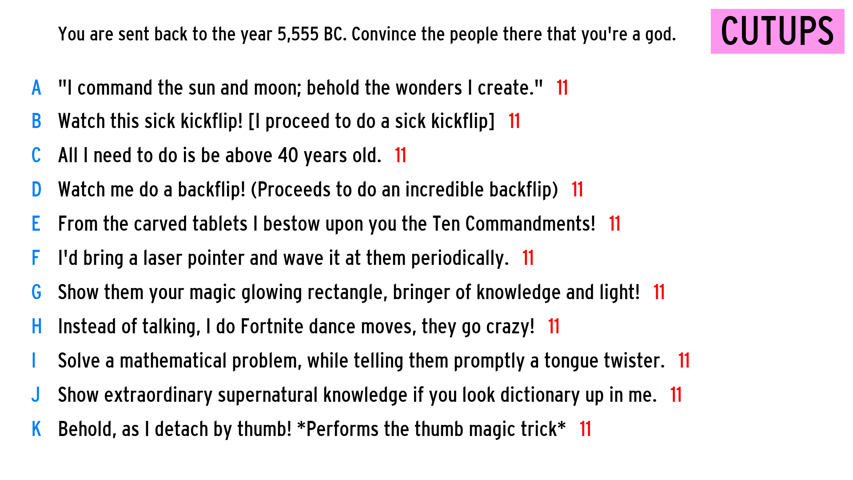 You are sent back to the year 5,555 BC. Convince the people there that you're a god.
CUTUPS
A "I command the sun and moon; behold the wonders I create." 11
B Watch this sick kickflip! [I proceed to do a sick kickflip] 11
C All I need to do is be above 40 years old. 11
D Watch me do a backflip! (Proceeds to do an incredible backflip) 11
E From the carved tablets I bestow upon you the Ten Commandments! 11
F I'd bring a laser pointer and wave it at them periodically. 11
G Show them your magic glowing rectangle, bringer of knowledge and light! 11
H Instead of talking, I do Fortnite dance moves, they go crazy! 11
I Solve a mathematical problem, while telling them promptly a tongue twister. 11
J Show extraordinary supernatural knowledge if you look dictionary up in me. 11
K Behold, as I detach by thumb! *Performs the thumb magic trick* 11